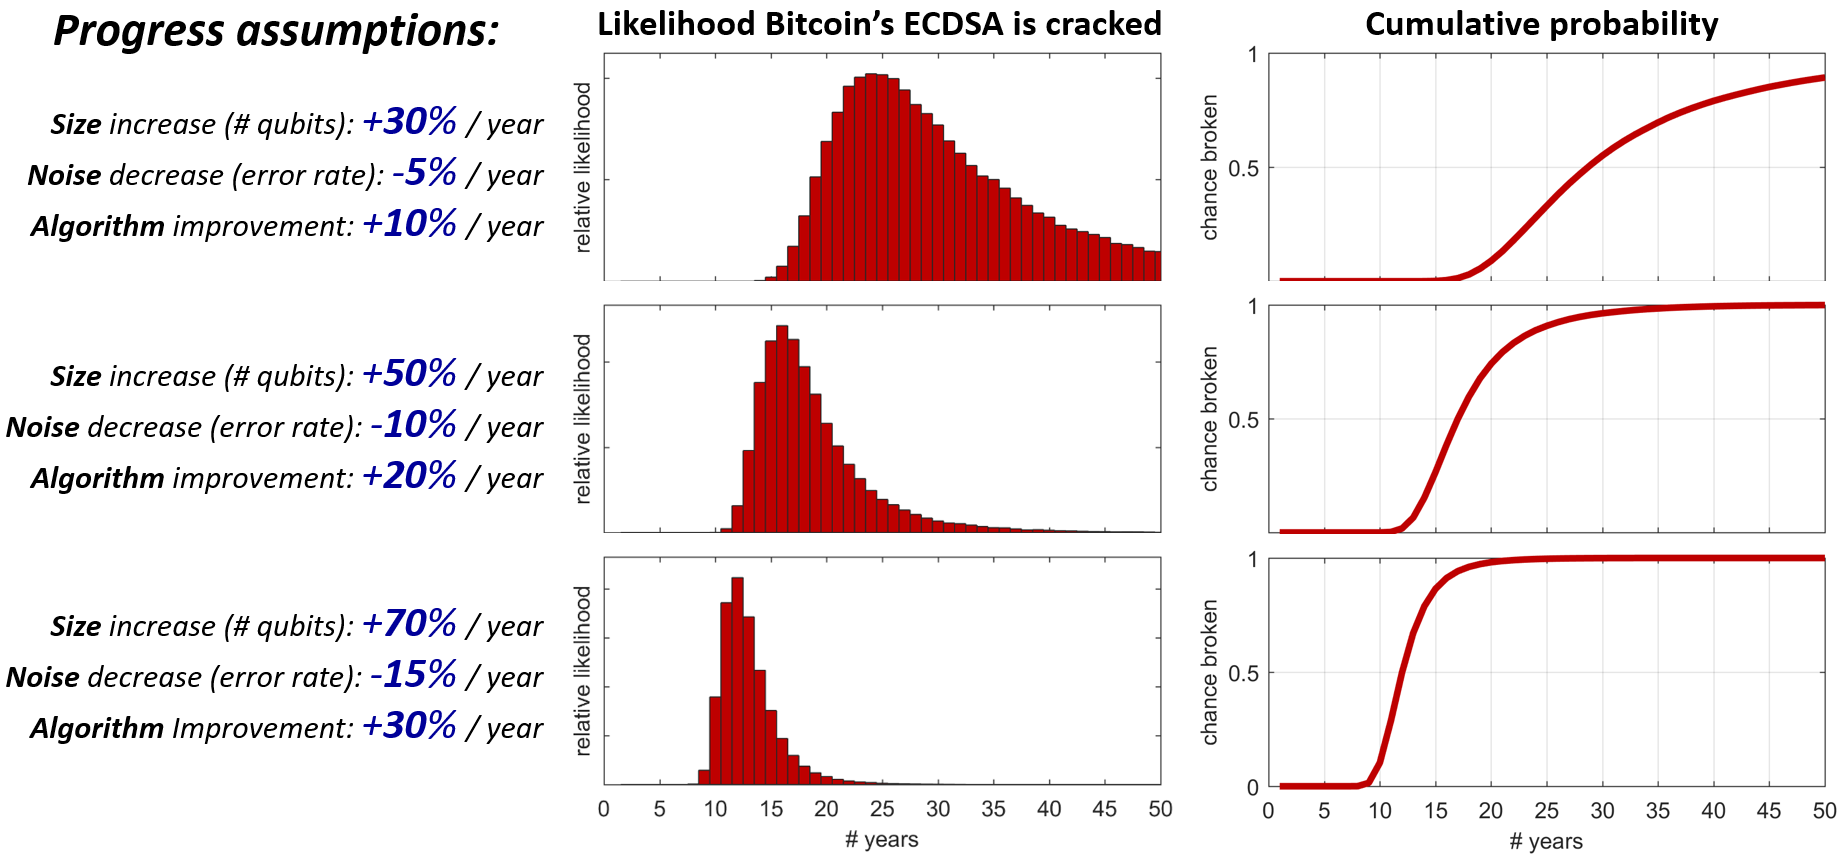 Progress assumptions:
Likelihood Bitcoin’s ECDSA is cracked
Cumulative probability
Size increase (# qubits): +30% / year
Noise decrease (error rate): -5% / year
Algorithm improvement: +10% / year
relative likelihood
chance broken
1
0.5
Size increase (# qubits): +50% / year
Noise decrease (error rate): -10% / year
Algorithm improvement: +20% / year
relative likelihood
chance broken
1
0.5
Size increase (# qubits): +70% / year
Noise decrease (error rate): -15% / year
Algorithm Improvement: +30% / year
relative likelihood
0 5 10 15 20 25 30 35 40 45 50
# years
chance broken
1
0.5
0
0 5 10 15 20 25 30 35 40 45 50
# years